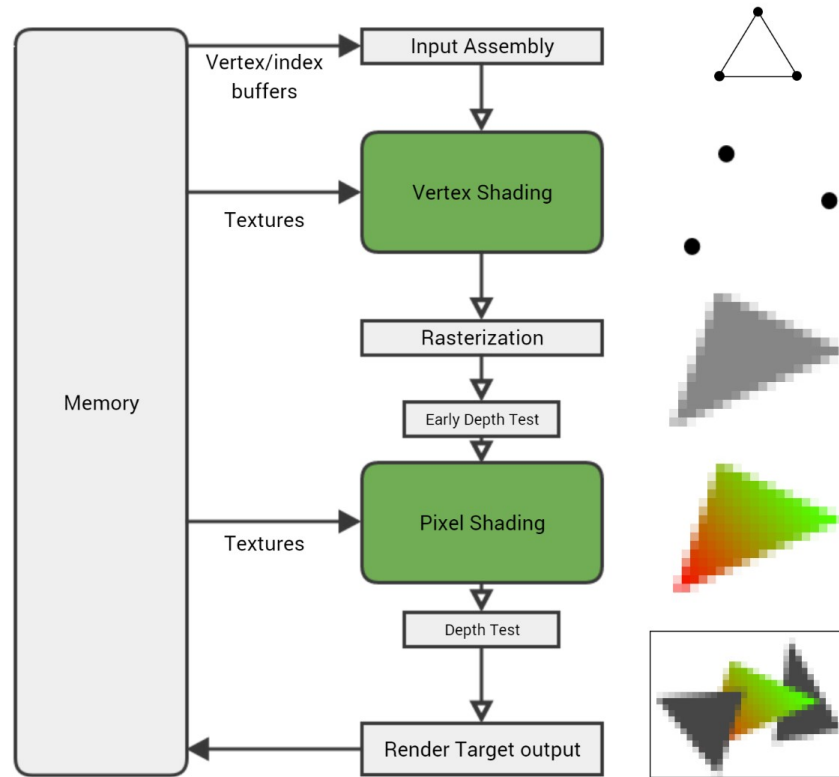 Input Assembly
Vertex/index
buffers
Vertex Shading
Textures
Rasterization
Memory
Early Depth Test
Pixel Shading
Textures
Depth Test
Render Target output